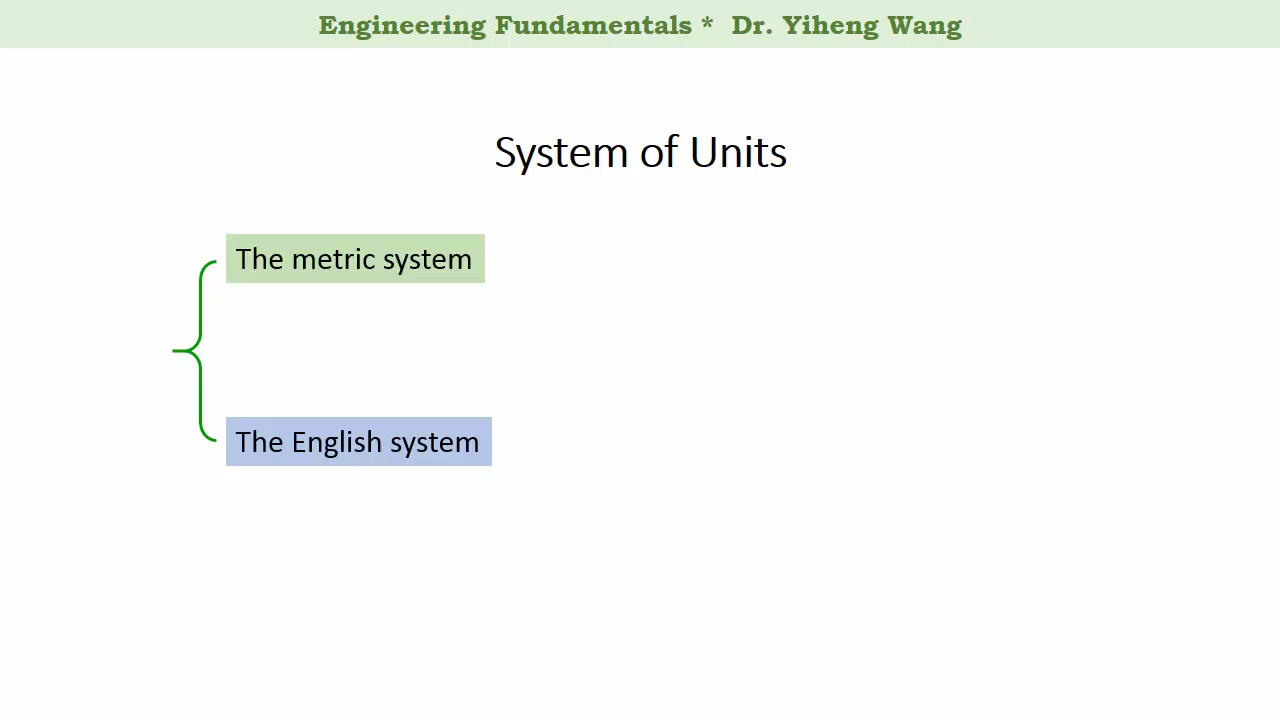 Engineering Fundamentals * Dr. Yiheng Wang
System of Units
The metric system
The English system